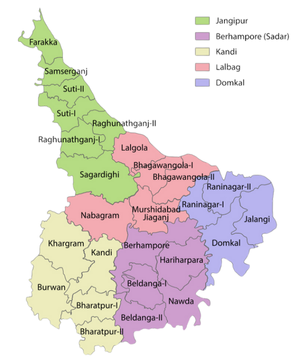 Jangipur
Berhampore (Sadar)
Kandi
Lalbag
Domkal
Farakka
Samserganj
Suti-II
Suti-I
Raghunathganj-II
Raghunathganj-I
Lalgola
Sagardighi
Bhagawangola-I
Bhagawangola-II
Raninagar-II
Nabagram
Murshidabad
Jiaganj
Raninagar-I
Jalangi
Khargram
Kandi
Berhampore
Domkal
Hariharpara
Burwan
Beldanga-I
Bharatpur-I
Nawda
Beldanga-II
Bharatpur-II